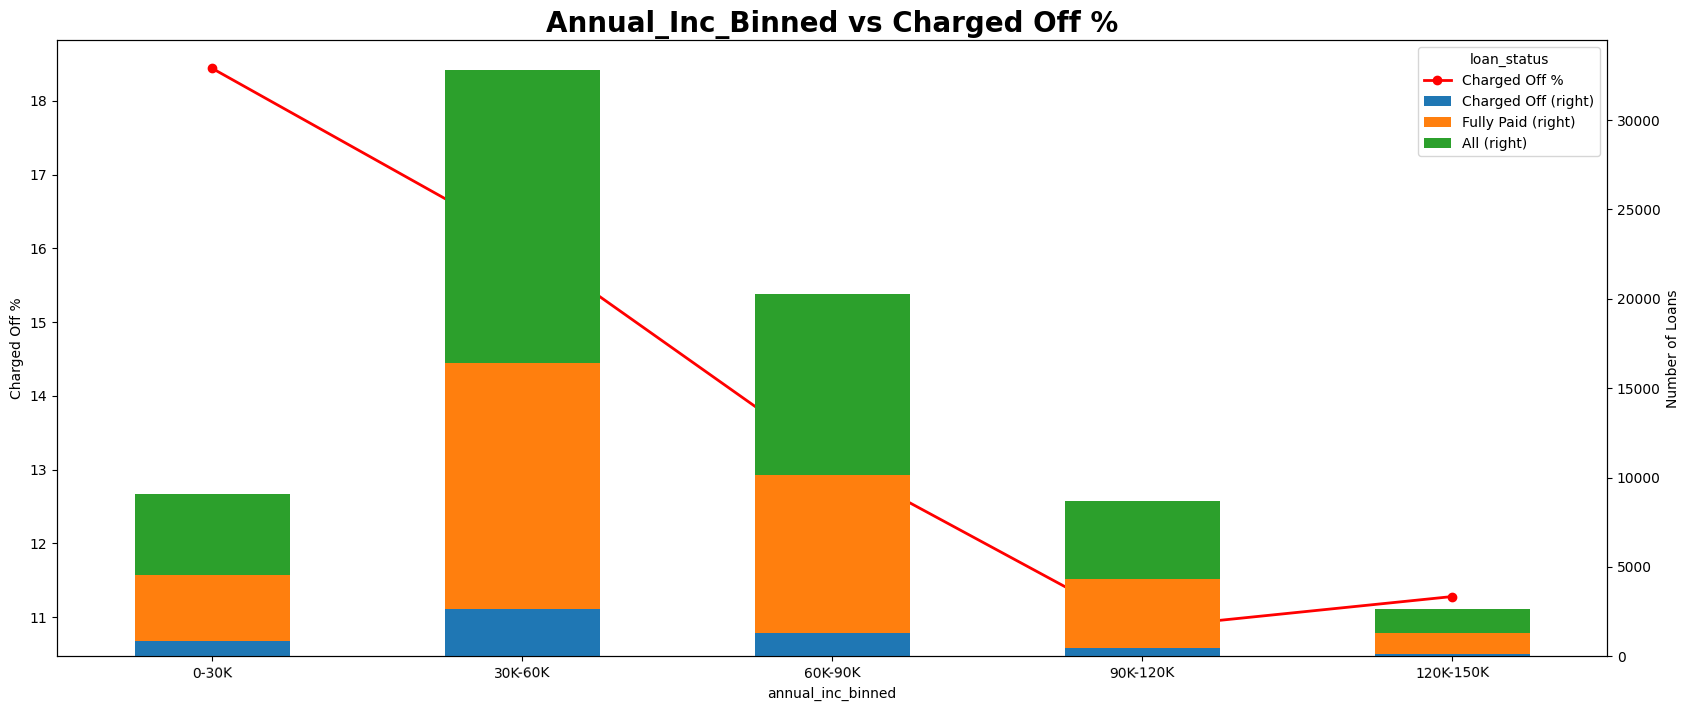 Annual_Inc_Binned vs Charged Off %
loan_status
Charged Off %
Charged Off (right)
Fully Paid (right)
All (right)
18
17
16
15
14
13
12
11
Charged Off %
30000
25000
20000
15000
10000
5000
0
Number of Loans
0-30K
30K-60K
60K-90K
90K-120K
120K-150K
annual_inc_binned